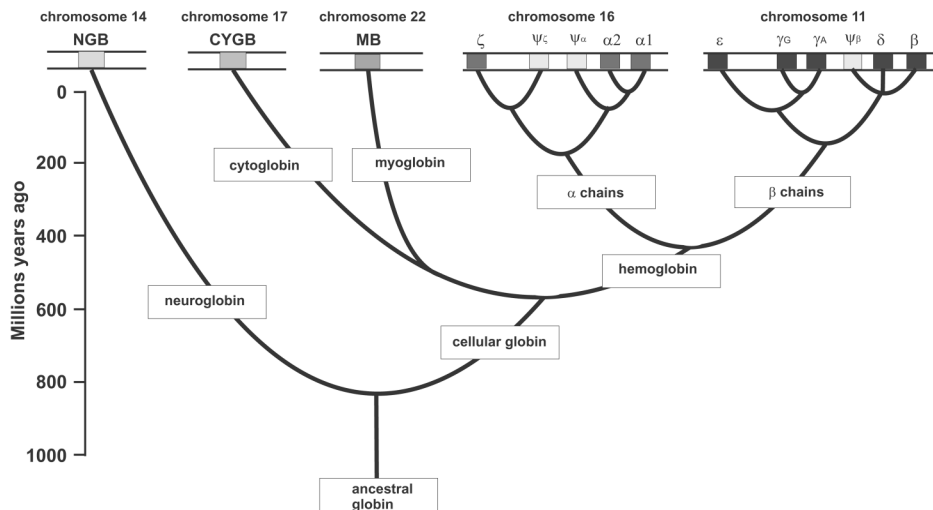 chromosome 14
chromosome 17
chromosome 22
chromosome 16
chromosome 11
NGB
CYGB
MB
ζ ψζ ψα α2 α1
ε γG γA ψβ δ β
Millions years ago
0
200
400
600
800
1000
cytoglobin
myoglobin
α chains
β chains
hemoglobin
neuroglobin
cellular globin
ancestral
globin